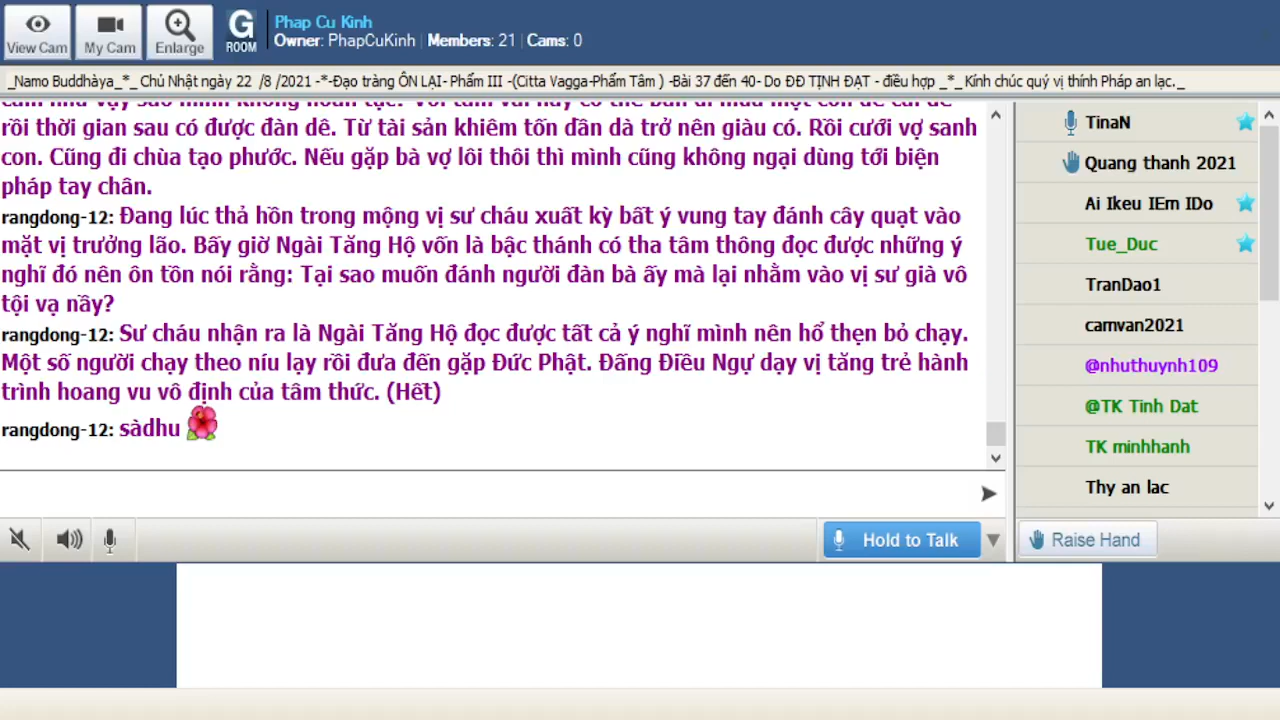 Phap Cu Kinh
Owner: PhapCuKinh | Members: 21 | Cams: 0
View Cam
My Cam
Enlarge
G
ROOM
_Namo Buddhàya_*_ Chủ Nhật ngày 22 /8 /2021 -*-Đạo tràng ÔN LẠI- Phẩm III -(Citta Vagga-Phẩm Tâm ) -Bài 37 đến 40- Do ĐĐ TỊNH ĐẠT - điều hợp _*_Kính chúc quý vị thính Pháp an lạc._
rồi thời gian sau có được đàn dê. Từ tài sản khiêm tốn dần dà trở nên giàu có. Rồi cưới vợ sanh
con. Cũng đi chùa tạo phước. Nếu gặp bà vợ lôi thôi thì mình cũng không ngại dùng tới biện
pháp tay chân.
rangdong-12: Đang lúc thả hồn trong mộng vị sư cháu xuất kỳ bất ý vung tay đánh cây quạt vào
mặt vị trưởng lão. Bấy giờ Ngài Tăng Hộ vốn là bậc thánh có tha tâm thông đọc được những ý
nghĩ đó nên ôn tồn nói rằng: Tại sao muốn đánh người đàn bà ấy mà lại nhằm vào vị sư già vô
tội vạ nầy?
rangdong-12: Sư cháu nhận ra là Ngài Tăng Hộ đọc được tất cả ý nghĩ mình nên hổ thẹn bỏ chạy.
Một số người chạy theo níu lạy rồi đưa đến gặp Đức Phật. Đấng Điều Ngự dạy vị tăng trẻ hành
trình hoang vu vô định của tâm thức. (Hết)
rangdong-12: sàdhu
TinaN
Quang thanh 2021
Ai Ikeu IEm IDo
Tue_Duc
TranDao1
camvan2021
@nhuthuynh109
@TK Tinh Dat
TK minhhanh
Thy an lac
Hold to Talk
Raise Hand